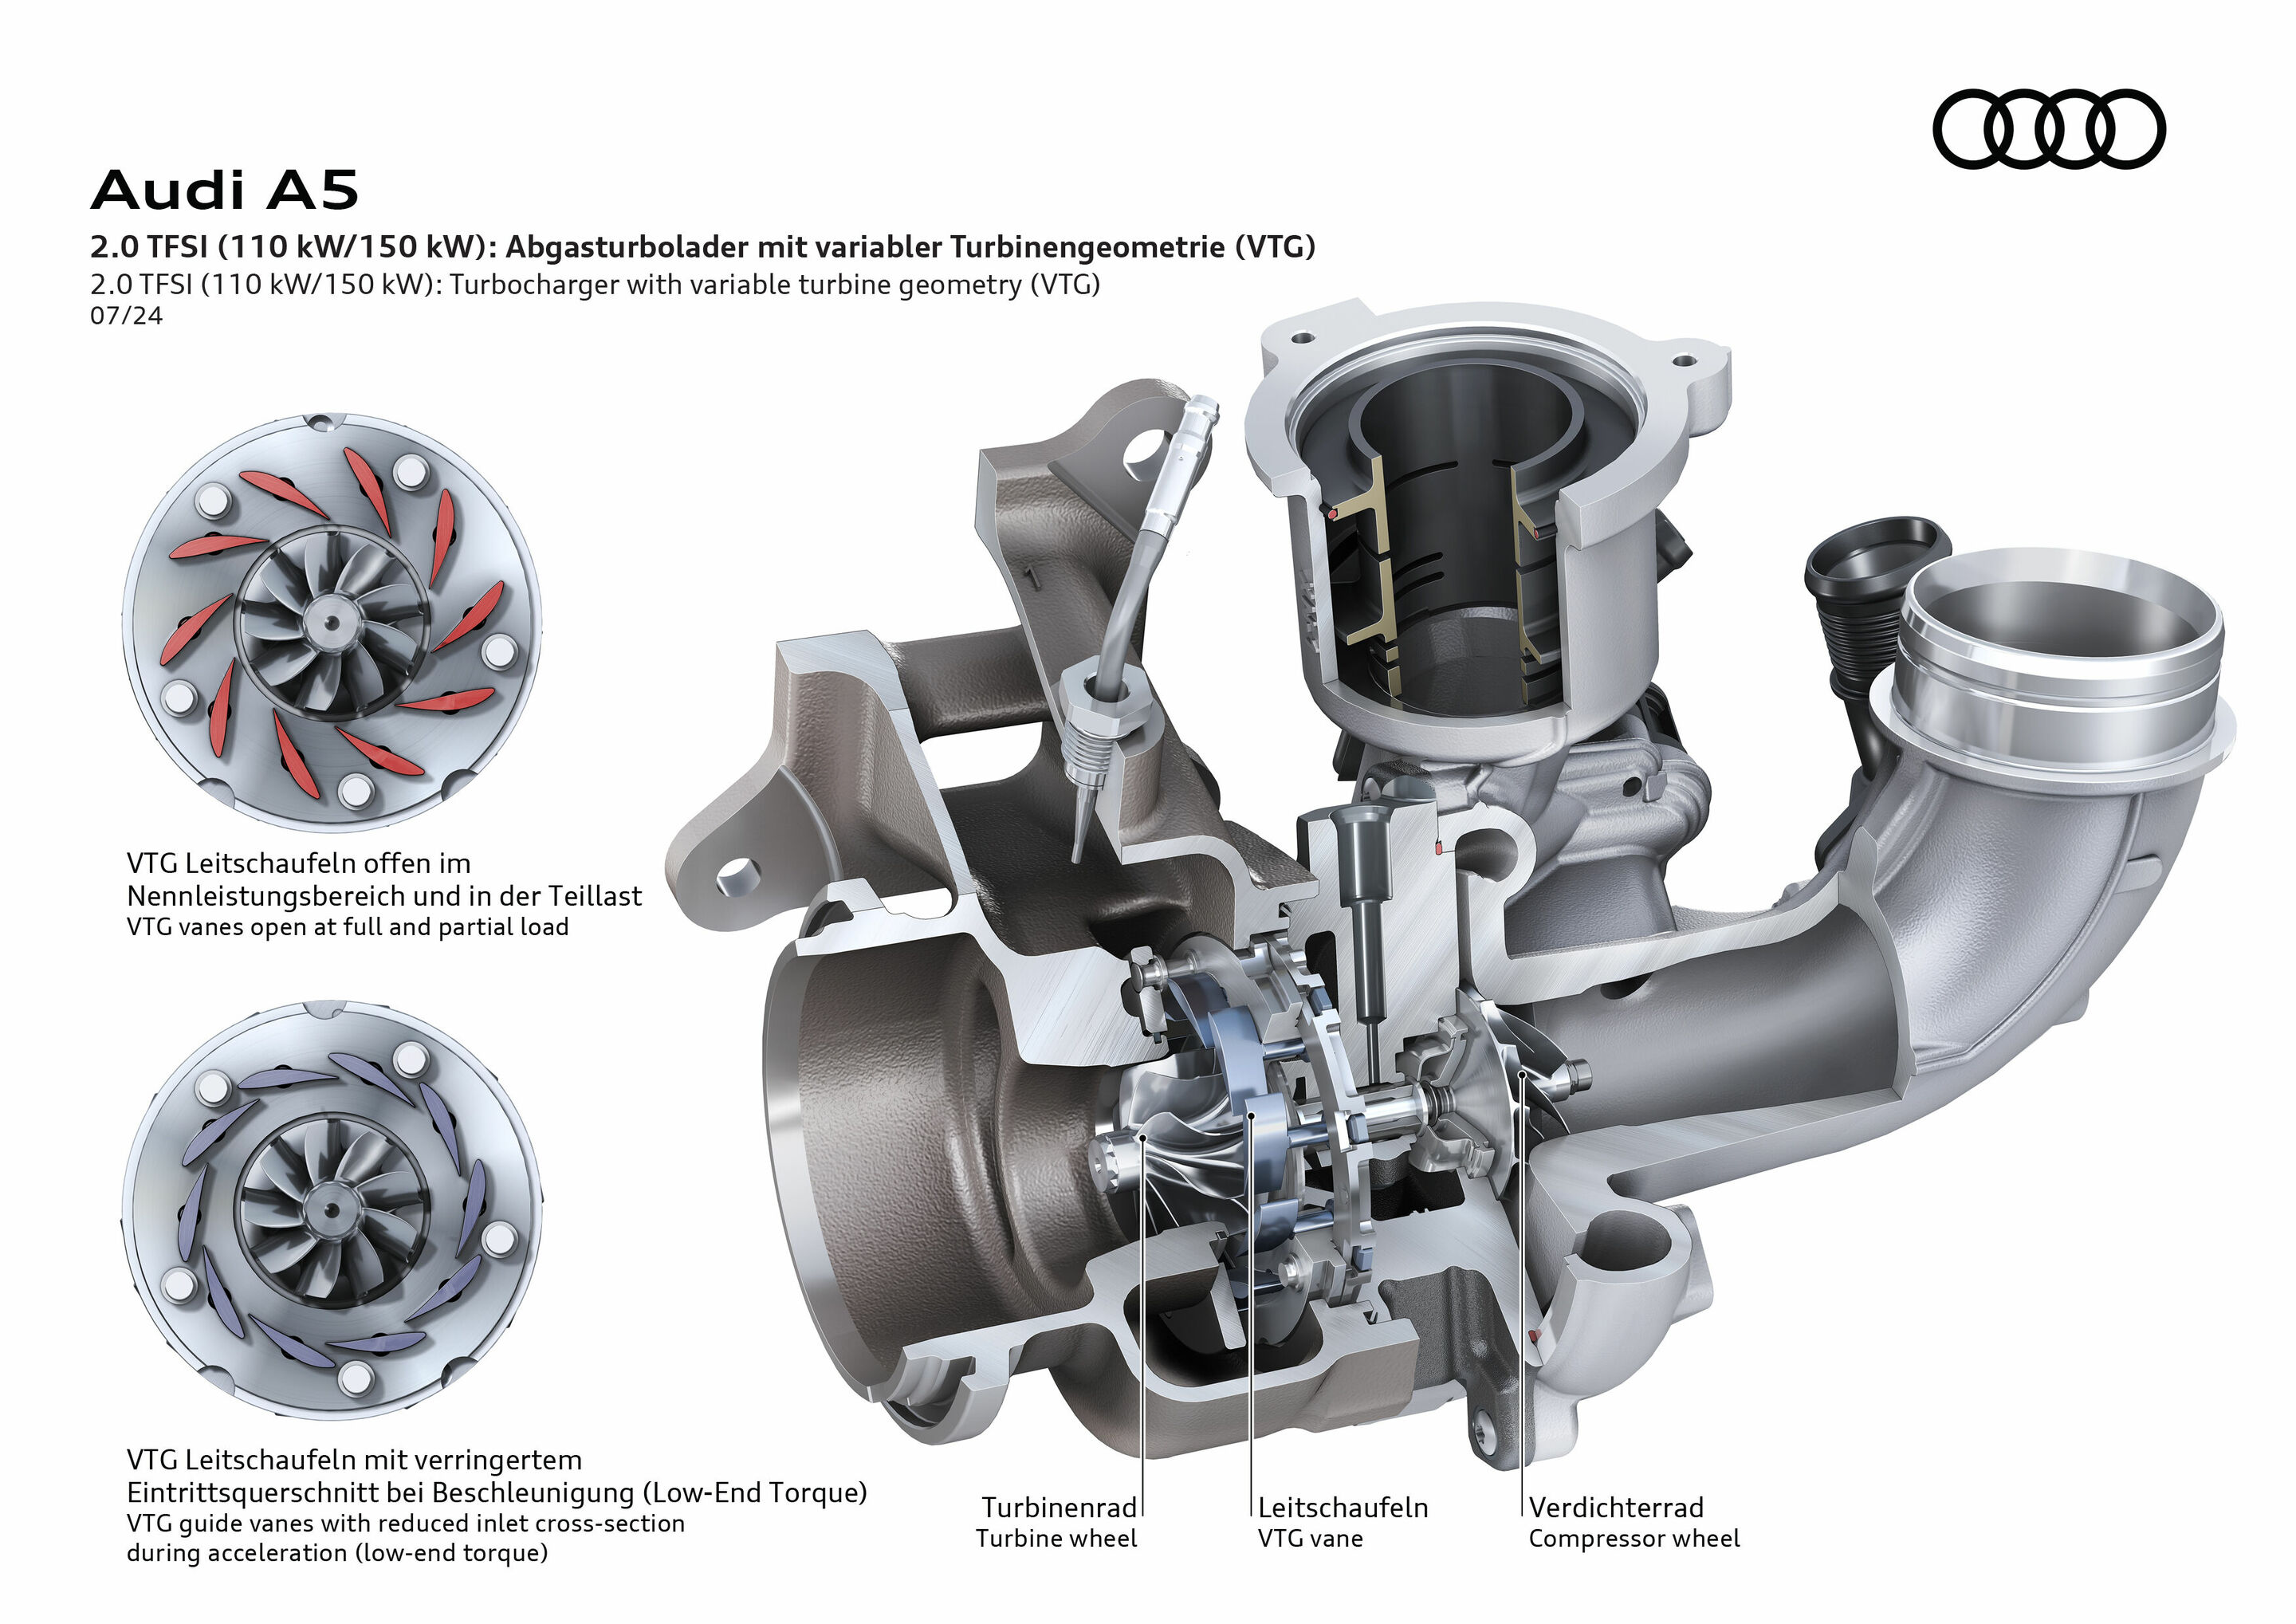 Audi A5
2.0 TFSI (110 kW/150 kW): Abgasturbolader mit variabler Turbinengeometrie (VTG)
2.0 TFSI (110 kW/150 kW): Turbocharger with variable turbine geometry (VTG)
07/24
1
VTG Leitschaufeln offen im
Nennleistungsbereich und in der Teillast
VTG vanes open at full and partial load
VTG Leitschaufeln mit verringertem
Eintrittsquerschnitt bei Beschleunigung (Low-End Torque)
VTG guide vanes with reduced inlet cross-section
during acceleration (low-end torque)
Turbinenrad
Turbine wheel
Leitschaufeln
VTG vane
Verdichterrad
Compressor wheel